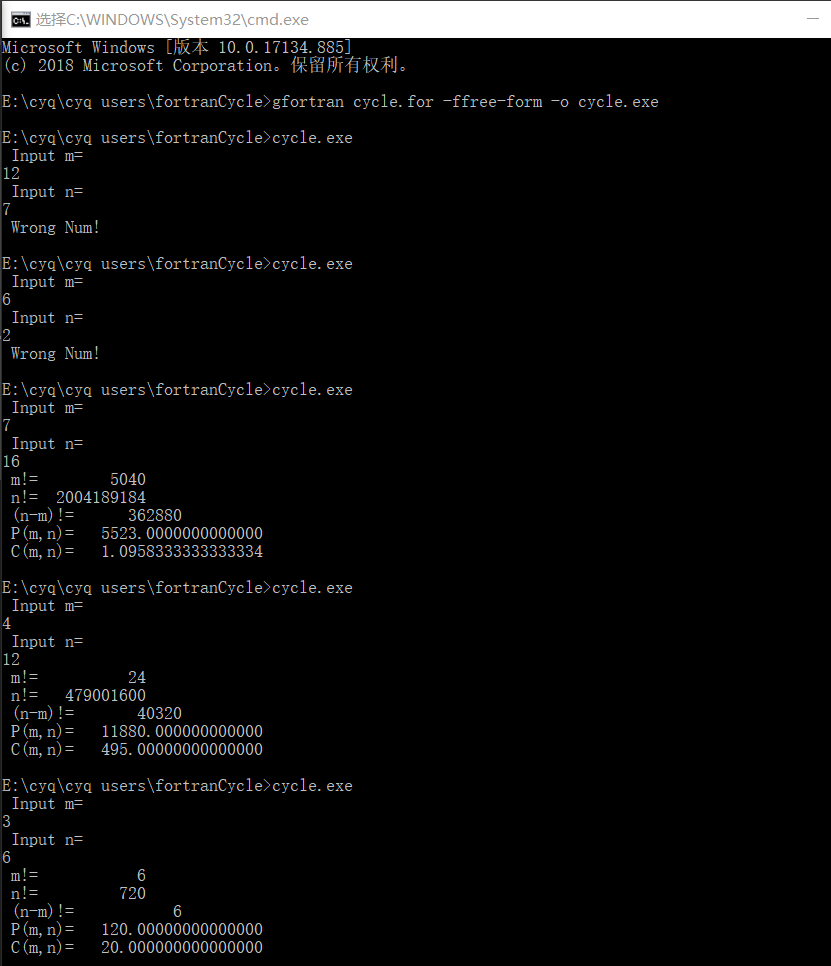 选择C:\WINDOWS\System32\cmd.exe
Microsoft Windows [版本 10.0.17134.885]
(c) 2018 Microsoft Corporation。保留所有权利。
E:\cyq\cyq users\fortranCycle>gfortran cycle.for -ffree-form -o cycle.exe
E:\cyq\cyq users\fortranCycle>cycle.exe
Input m=
12
Input n=
7
Wrong Num!
E:\cyq\cyq users\fortranCycle>cycle.exe
Input m=
6
Input n=
2
Wrong Num!
E:\cyq\cyq users\fortranCycle>cycle.exe
Input m=
7
Input n=
16
m!=        5040
n!=  2004189184
(n-m)!=      362880
P(m,n)=   5523.0000000000000
C(m,n)=   1.0958333333333334
E:\cyq\cyq users\fortranCycle>cycle.exe
Input m=
4
Input n=
12
m!=          24
n!=   479001600
(n-m)!=       40320
P(m,n)=   11880.000000000000
C(m,n)=   495.00000000000000
E:\cyq\cyq users\fortranCycle>cycle.exe
Input m=
3
Input n=
6
m!=           6
n!=         720
(n-m)!=           6
P(m,n)=   120.00000000000000
C(m,n)=   20.000000000000000